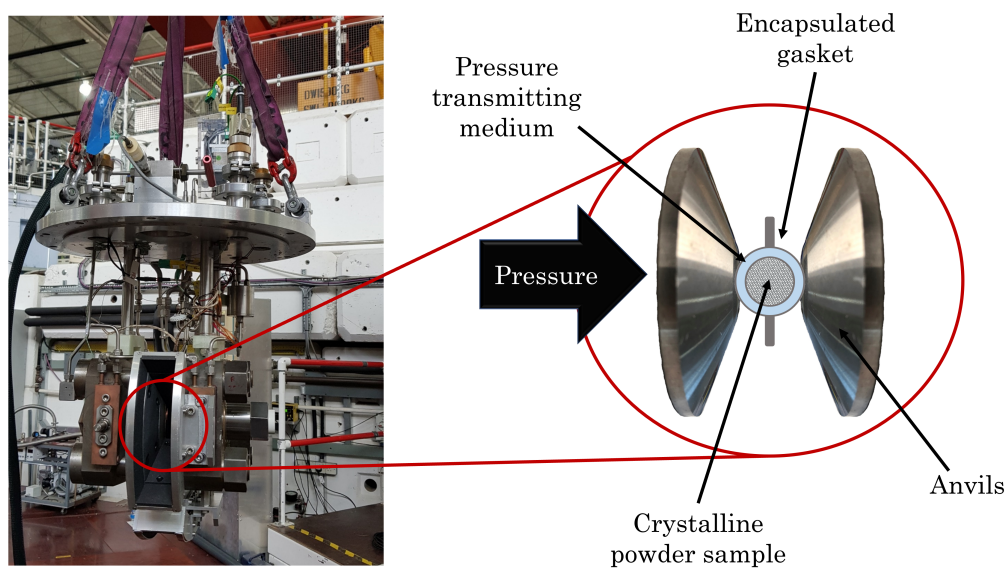 Encapsulated
gasket
Pressure
transmitting
medium
Pressure
Anvils
Crystalline
powder sample